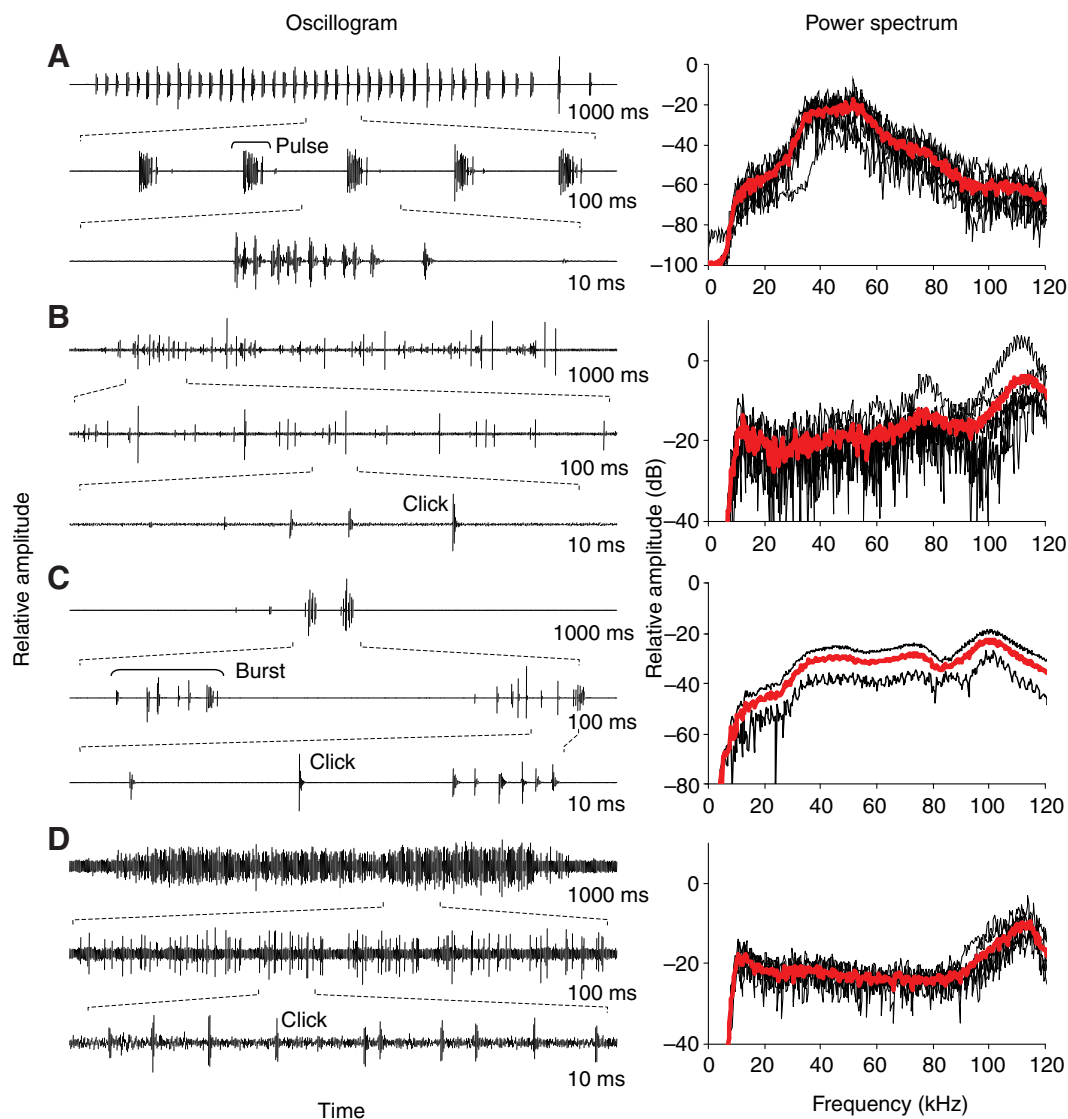 Oscillogram
Power spectrum
A
1000 ms
Pulse
100 ms
10 ms
0
−20
−40
−60
−80
−100
0 20 40 60 80 100 120
B
1000 ms
100 ms
Click
10 ms
0
−20
−40
0 20 40 60 80 100 120
C
1000 ms
Burst
100 ms
Click
10 ms
0
−20
−40
−60
−80
0 20 40 60 80 100 120
D
1000 ms
100 ms
Click
10 ms
0
−20
−40
0 20 40 60 80 100 120
Relative amplitude
Relative amplitude (dB)
Time
Frequency (kHz)